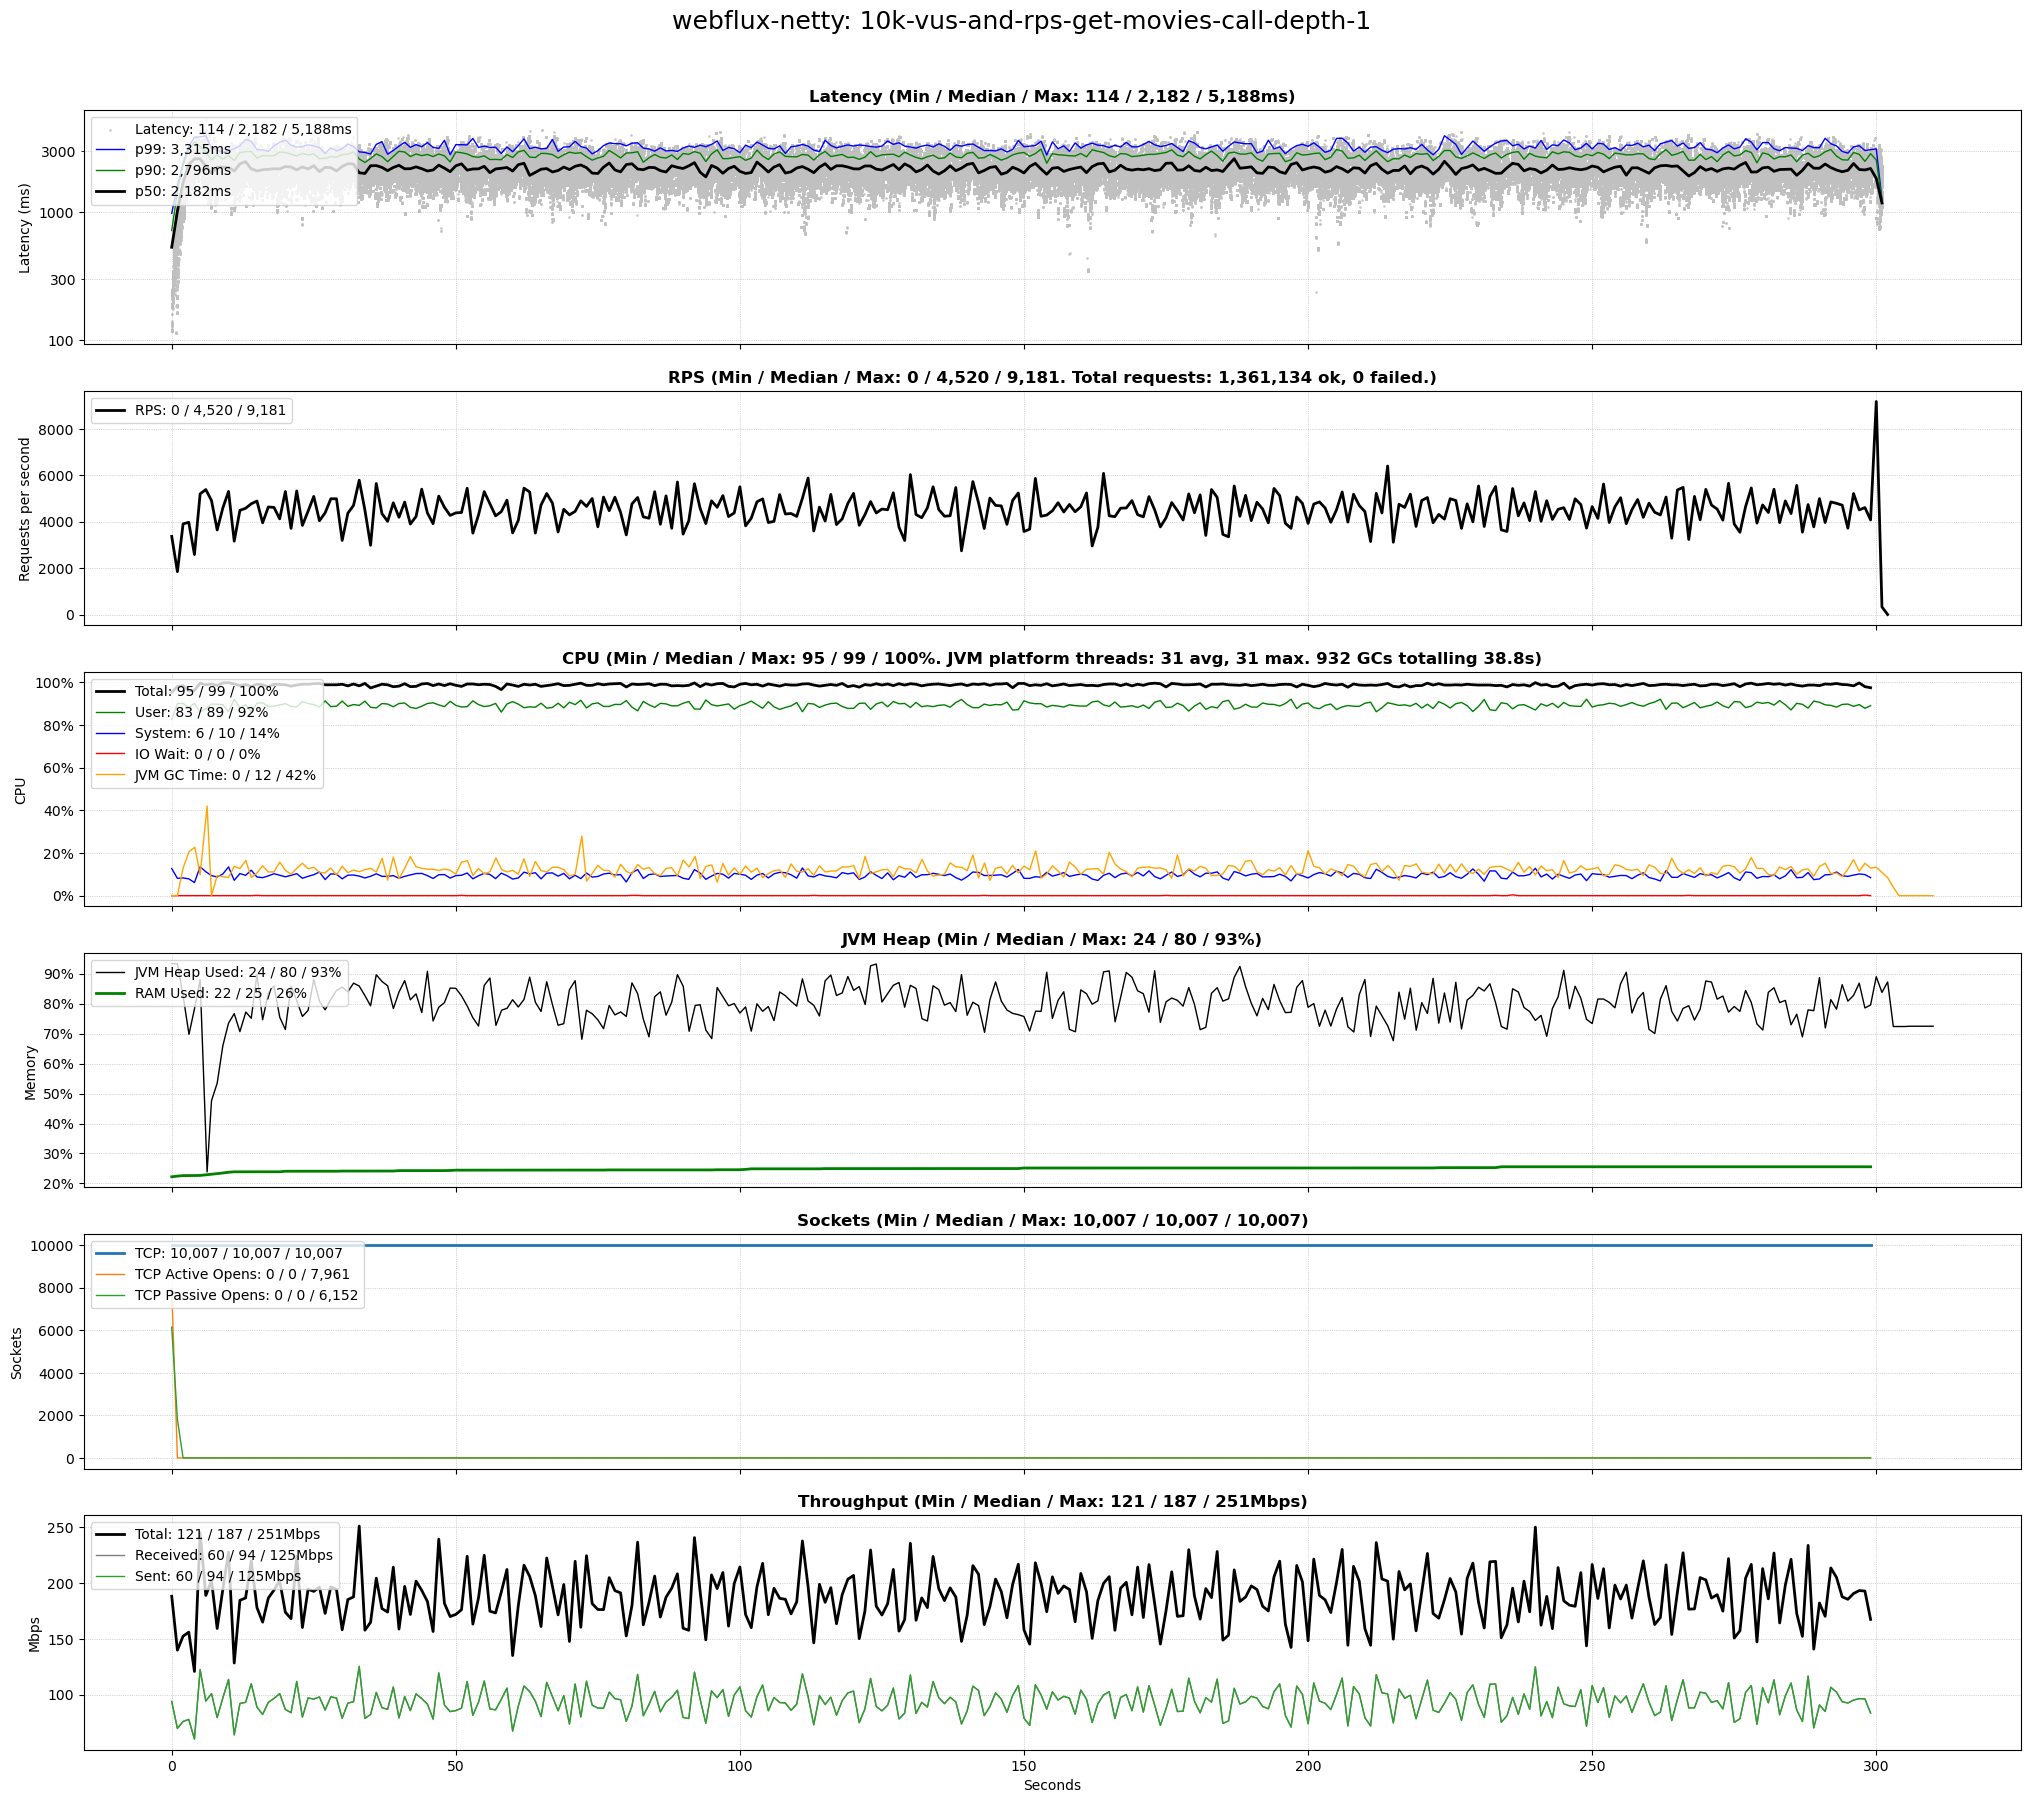 webflux-netty: 10k-vus-and-rps-get-movies-call-depth-1
Latency (Min / Median / Max: 114 / 2,182 / 5,188ms)
Latency: 114 / 2,182 / 5,188ms
p99: 3,315ms
p90: 2,796ms
p50: 2,182ms
3000
1000
300
100
Latency (ms)
RPS (Min / Median / Max: 0 / 4,520 / 9,181. Total requests: 1,361,134 ok, 0 failed.)
RPS: 0 / 4,520 / 9,181
8000
6000
4000
2000
0
Requests per second
CPU (Min / Median / Max: 95 / 99 / 100%. JVM platform threads: 31 avg, 31 max. 932 GCs totalling 38.8s)
Total: 95 / 99 / 100%
User: 83 / 89 / 92%
System: 6 / 10 / 14%
IO Wait: 0 / 0 / 0%
JVM GC Time: 0 / 12 / 42%
100%
80%
60%
40%
20%
0%
CPU
JVM Heap (Min / Median / Max: 24 / 80 / 93%)
JVM Heap Used: 24 / 80 / 93%
RAM Used: 22 / 25 / 26%
90%
80%
70%
60%
50%
40%
30%
20%
Memory
Sockets (Min / Median / Max: 10,007 / 10,007 / 10,007)
TCP: 10,007 / 10,007 / 10,007
TCP Active Opens: 0 / 0 / 7,961
TCP Passive Opens: 0 / 0 / 6,152
10000
8000
6000
4000
2000
0
Sockets
Throughput (Min / Median / Max: 121 / 187 / 251Mbps)
Total: 121 / 187 / 251Mbps
Received: 60 / 94 / 125Mbps
Sent: 60 / 94 / 125Mbps
250
200
150
100
Mbps
0 50 100 150 200 250 300
Seconds